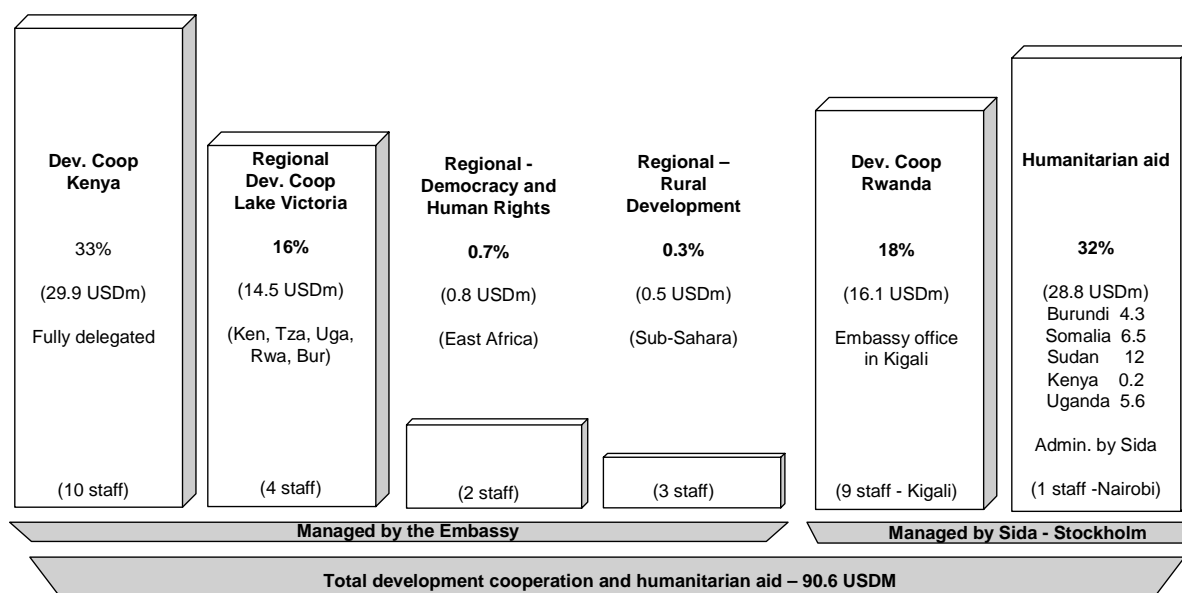 Dev. Coop
Kenya
33%
(29.9 USDm)
Fully delegated
(10 staff)
Regional
Dev. Coop
Lake Victoria
16%
(14.5 USDm)
(Ken, Tza, Uga,
Rwa, Bur)
(4 staff)
Regional -
Democracy and
Human Rights
0.7%
(0.8 USDm)
(East Africa)
(2 staff)
Regional –
Rural
Development
0.3%
(0.5 USDm)
(Sub-Sahara)
(3 staff)
Dev. Coop
Rwanda
18%
(16.1 USDm)
Embassy office
in Kigali
(9 staff - Kigali)
Humanitarian aid
32%
(28.8 USDm)
Burundi 4.3
Somalia 6.5
Sudan 12
Kenya 0.2
Uganda 5.6
Admin. by Sida
(1 staff -Nairobi)
Managed by the Embassy
Managed by Sida - Stockholm
Total development cooperation and humanitarian aid – 90.6 USDM